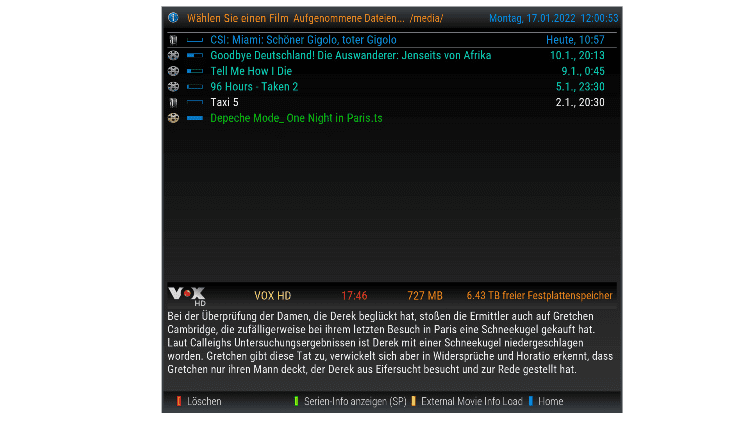 Wählen Sie einen Film Aufgenommene Dateien... /media/ Montag, 17.01.2022 12:00:53
CSI: Miami: Schöner Gigolo, toter Gigolo Heute, 10:57
Goodbye Deutschland! Die Auswanderer: Jenseits von Afrika 10.1., 20:13
Tell Me How I Die 9.1., 0:45
96 Hours - Taken 2 5.1., 23:30
Taxi 5 2.1., 20:30
Depeche Mode_ One Night in Paris.ts
VOX HD VOX HD 17:46 727 MB 6.43 TB freier Festplattenspeicher
Bei der Überprüfung der Damen, die Derek beglückt hat, stoßen die Ermittler auch auf Gretchen
Cambridge, die zufälligerweise bei ihrem letzten Besuch in Paris eine Schneekugel gekauft hat.
Laut Calleighs Untersuchungsergebnissen ist Derek mit einer Schneekugel niedergeschlagen
worden. Gretchen gibt diese Tat zu, verwickelt sich aber in Widersprüche und Horatio erkennt, dass
Gretchen nur ihren Mann deckt, der Derek aus Eifersucht besucht und zur Rede gestellt hat.
Löschen Serien-Info anzeigen (SP) External Movie Info Load Home